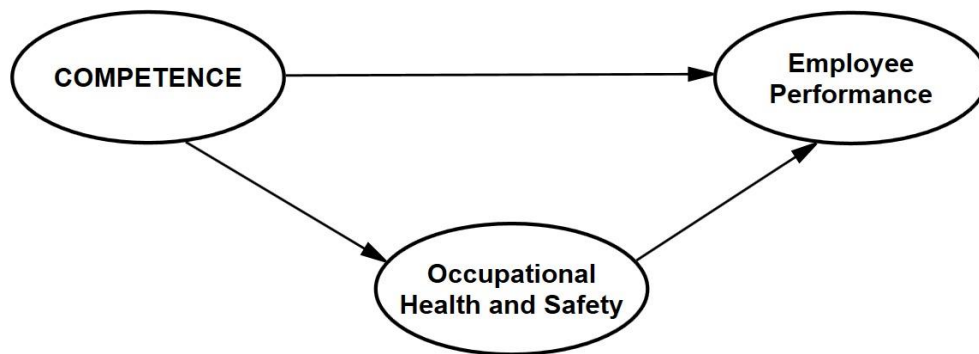 COMPETENCE
Employee
Performance
Occupational
Health and Safety